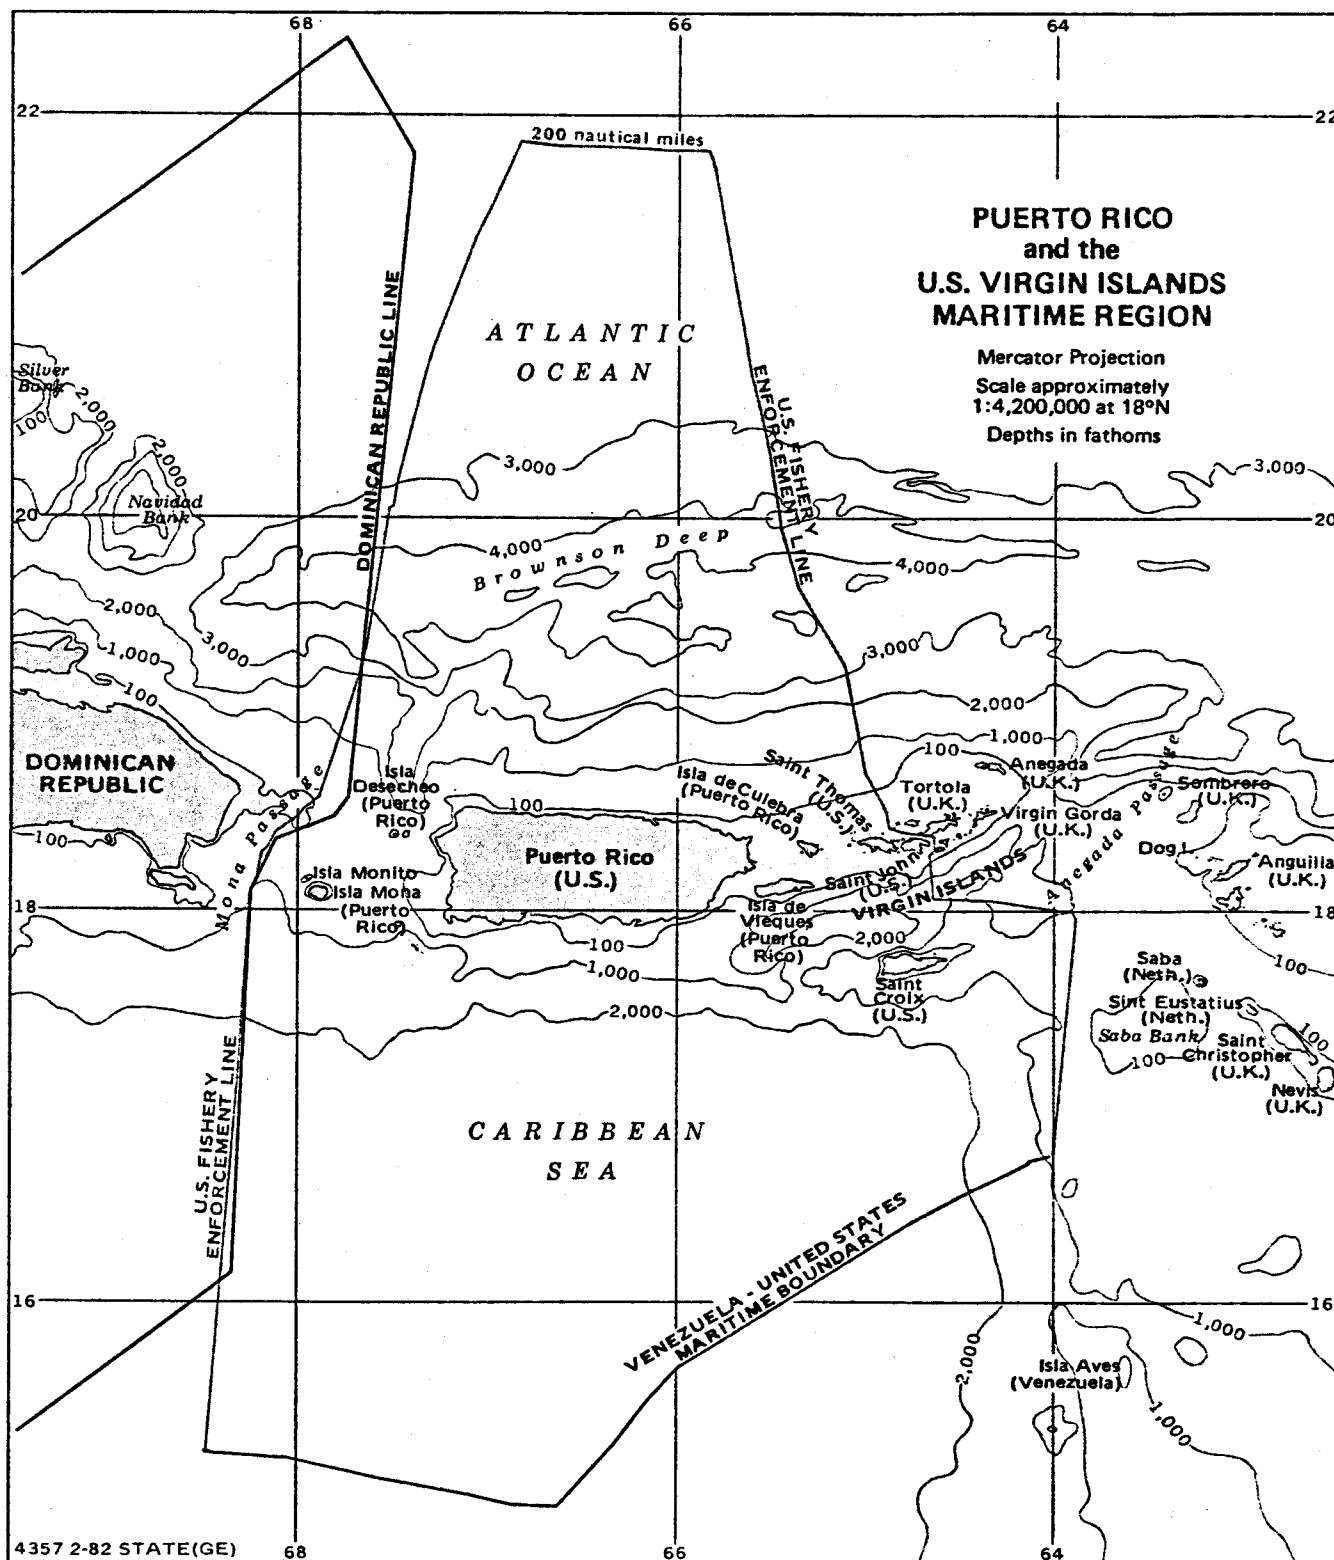 68
66
64
22
22
200 nautical miles
PUERTO RICO
and the
U.S. VIRGIN ISLANDS
MARITIME REGION
Mercator Projection
Scale approximately
1:4,200,000 at 18°N
Depths in fathoms
DOMINICAN REPUBLIC LINE
ATLANTIC
OCEAN
U.S. FISHERY
ENFORCEMENT LINE
Silver
Bank
2,000
100
2,000
Navidad
Bank
3,000
3,000
20
20
4,000
Brownson Deep
4,000
2,000
3,000
1,000
100
3,000
2,000
1,000
100
DOMINICAN
REPUBLIC
Mona Passage
Isla
Desecheo
(Puerto
Rico)
100
Isla de Culebra
(Puerto
Rico)
Saint Thomas
(U.S.)
Tortola
(U.K.)
Anegada
(U.K.)
Anegada Passage
Sombrero
(U.K.)
Virgin Gorda
(U.K.)
100
Puerto Rico
(U.S.)
Saint John
(U.S.)
VIRGIN ISLANDS
Dog I.
Anguilla
(U.K.)
Isla Monito
Isla Mona
(Puerto
Rico)
Isla de
Vieques
(Puerto
Rico)
18
18
100
2,000
1,000
100
Saint
Croix
(U.S.)
Saba
(Neth.)
Sint Eustatius
(Neth.)
Saba Bank
100
100
Saint
Christopher
(U.K.)
Nevis
(U.K.)
2,000
U.S. FISHERY
ENFORCEMENT LINE
CARIBBEAN
SEA
VENEZUELA - UNITED STATES
MARITIME BOUNDARY
16
16
1,000
2,000
Isla Aves
(Venezuela)
1,000
4357 2-82 STATE(GE)
68
66
64